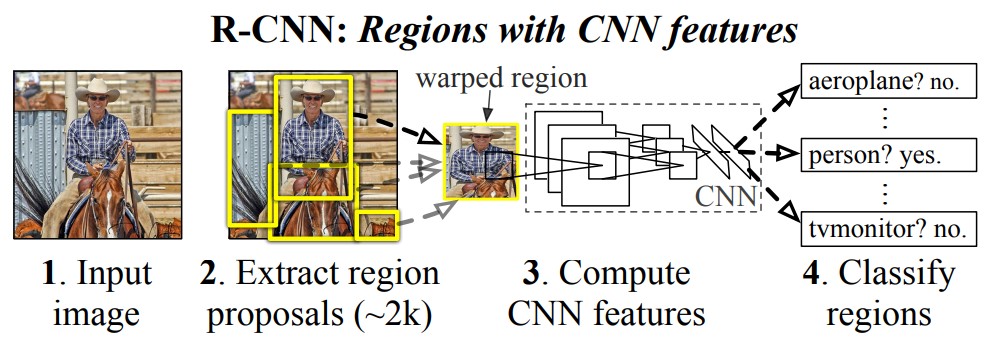 R-CNN: Regions with CNN features
warped region
aeroplane? no.
person? yes.
CNN
tvmonitor? no.
1. Input
image
2. Extract region
proposals (~2k)
3. Compute
CNN features
4. Classify
regions